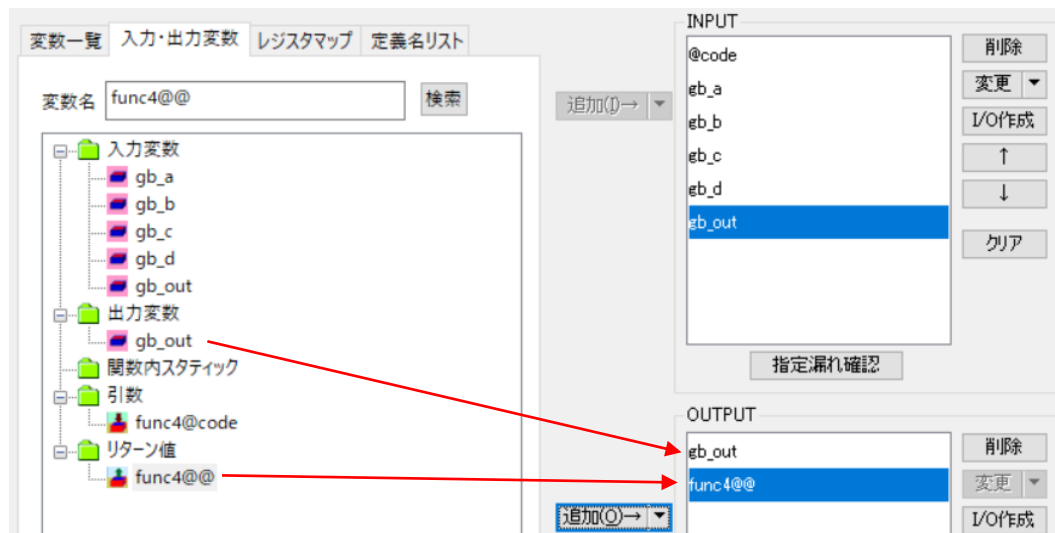 変数一覧 入力・出力変数 レジスタマップ 定義名リスト
変数名 func4@@ 検索
入力変数
gb_a
gb_b
gb_c
gb_d
gb_out
出力変数
gb_out
関数内スタティック
引数
func4@code
リターン値
func4@@
追加(I)→
追加(O)→
INPUT
@code
gb_a
gb_b
gb_c
gb_d
gb_out
削除
変更
I/O作成
↑
↓
クリア
指定漏れ確認
OUTPUT
gb_out
func4@@
削除
変更
I/O作成